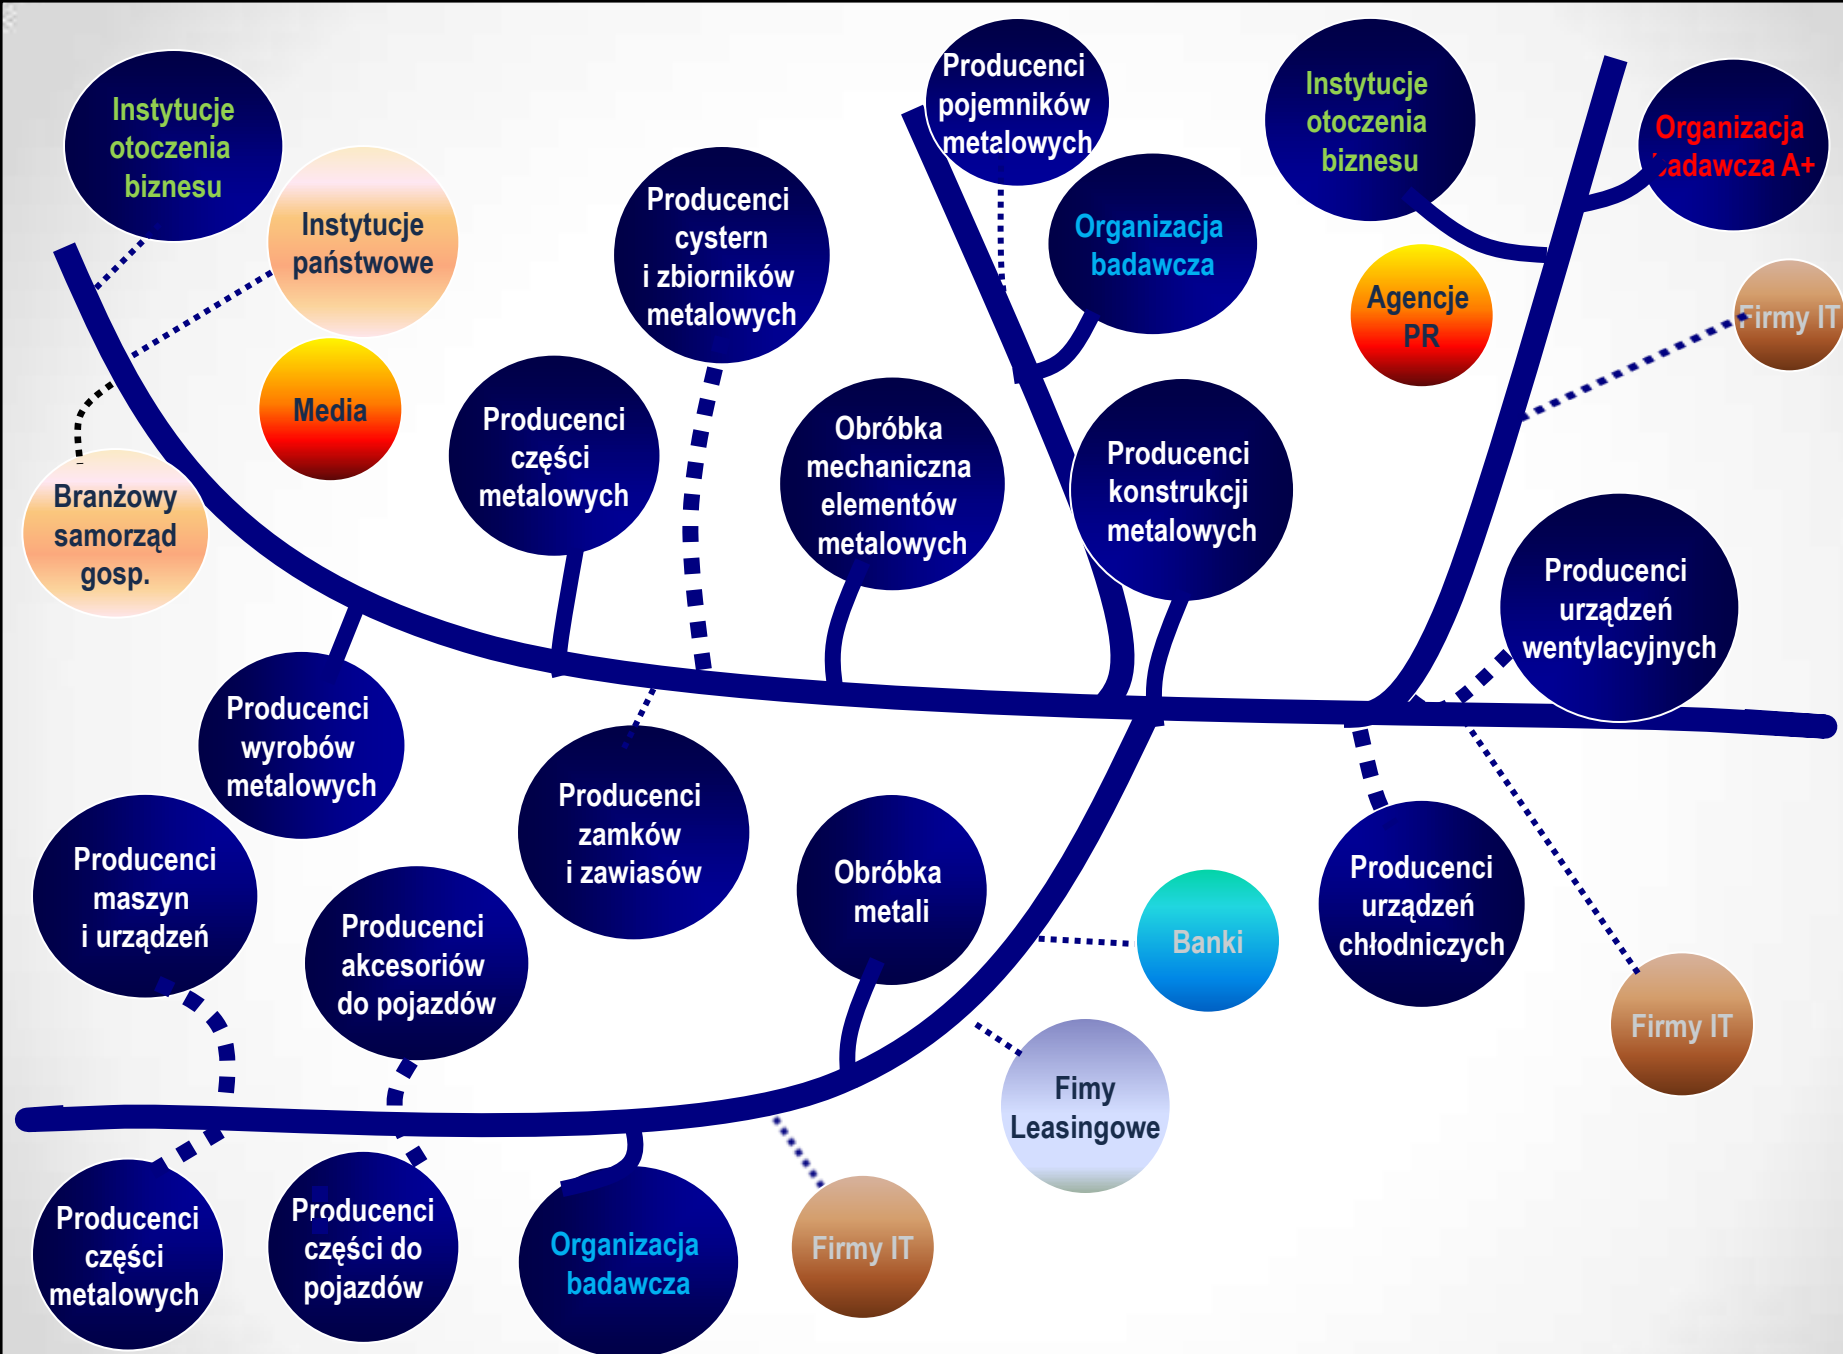 Instytucje
otoczenia
biznesu
Instytucje
państwowe
Media
Branżowy
samorząd
gosp.
Producenci
cystern
i zbiorników
metalowych
Producenci
części
metalowych
Producenci
pojemników
metalowych
Organizacja
badawcza
Obróbka
mechaniczna
elementów
metalowych
Producenci
konstrukcji
metalowych
Instytucje
otoczenia
biznesu
Agencje
PR
Organizacja
badawcza A+
Firmy IT
Producenci
urządzeń
wentylacyjnych
Producenci
wyrobów
metalowych
Producenci
zamków
i zawiasów
Producenci
maszyn
i urządzeń
Producenci
akcesoriów
do pojazdów
Obróbka
metali
Banki
Producenci
urządzeń
chłodniczych
Firmy IT
Fimy
Leasingowe
Producenci
części
metalowych
Producenci
części do
pojazdów
Organizacja
badawcza
Firmy IT